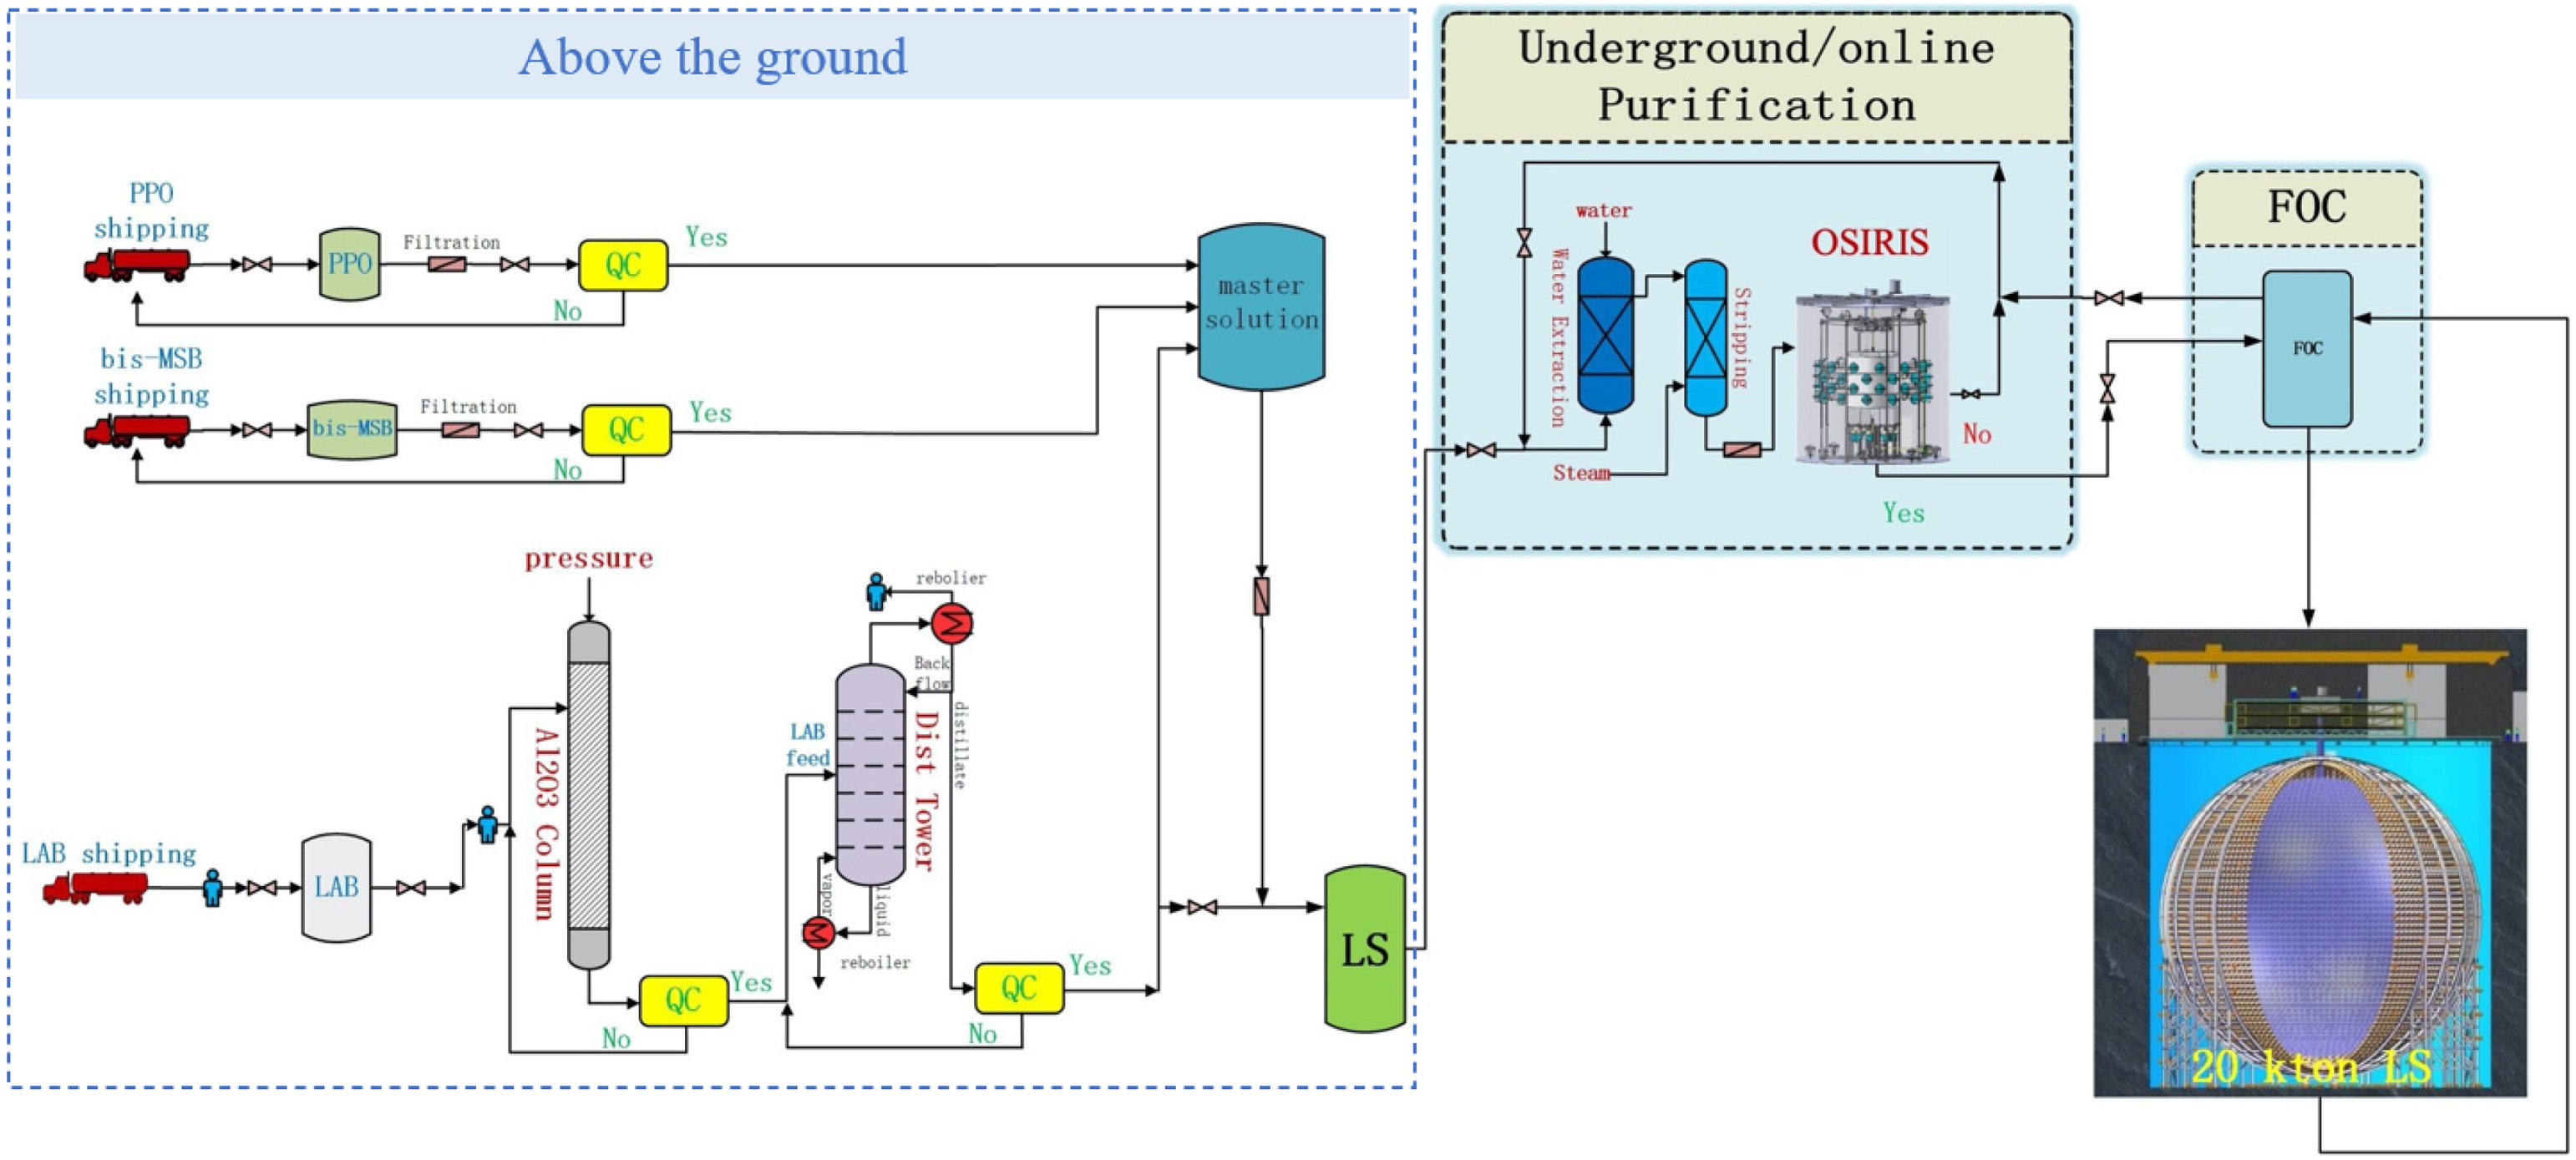 Above the ground
Underground/online
Purification
FOC
PPO
shipping
PPO
Filtration
QC
Yes
No
master
solution
bis-MSB
shipping
bis-MSB
Filtration
QC
Yes
No
water
Water Extraction
Stripping
OSIRIS
Steam
No
Yes
FOC
pressure
Al2O3 Column
rebolier
Back
flow
distillate
LAB
feed
Dist Tower
vapor
liquid
reboiler
LAB shipping
LAB
QC
Yes
No
QC
Yes
No
LS
20 kton LS